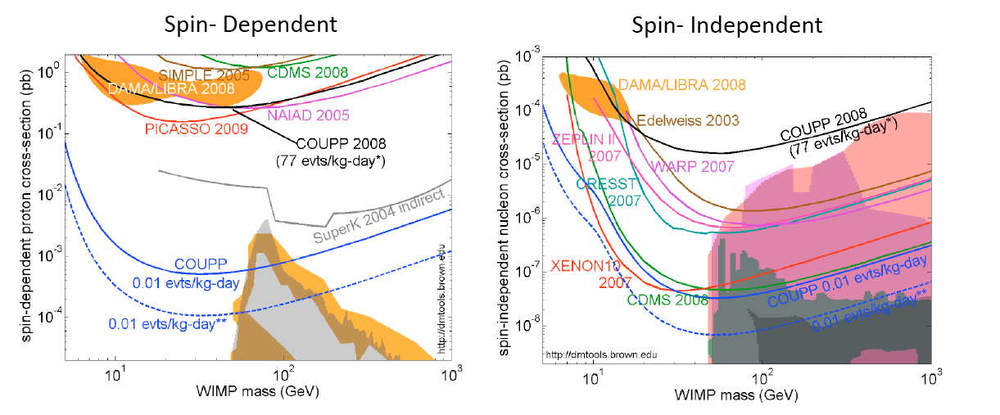 Spin- Dependent
spin-dependent proton cross-section (pb)
10^0
10^-1
10^-2
10^-3
10^-4
SIMPLE 2005
CDMS 2008
DAMA/LIBRA 2008
NAIAD 2005
PICASSO 2009
COUPP 2008
(77 evts/kg-day*)
SuperK 2004 indirect
COUPP
0.01 evts/kg-day
0.01 evts/kg-day**
http://dmtools.brown.edu
10^1
10^2
10^3
WIMP mass (GeV)
Spin- Independent
spin-independent nucleon cross-section (pb)
10^-3
10^-4
10^-5
10^-6
10^-7
10^-8
DAMA/LIBRA 2008
Edelweiss 2003
COUPP 2008
(77 evts/kg-day*)
ZEPLIN II
2007
WARP 2007
CRESST
2007
XENON10
2007
CDMS 2008
COUPP 0.01 evts/kg-day
0.01 evts/kg-day**
http://dmtools.brown.edu
10^1
10^2
10^3
WIMP mass (GeV)